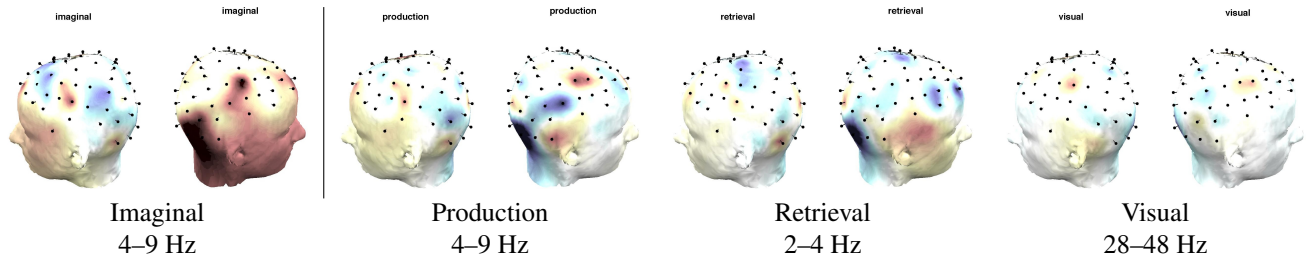 imaginal imaginal production production retrieval retrieval visual visual
Imaginal Production Retrieval Visual
4–9 Hz 4–9 Hz 2–4 Hz 28–48 Hz